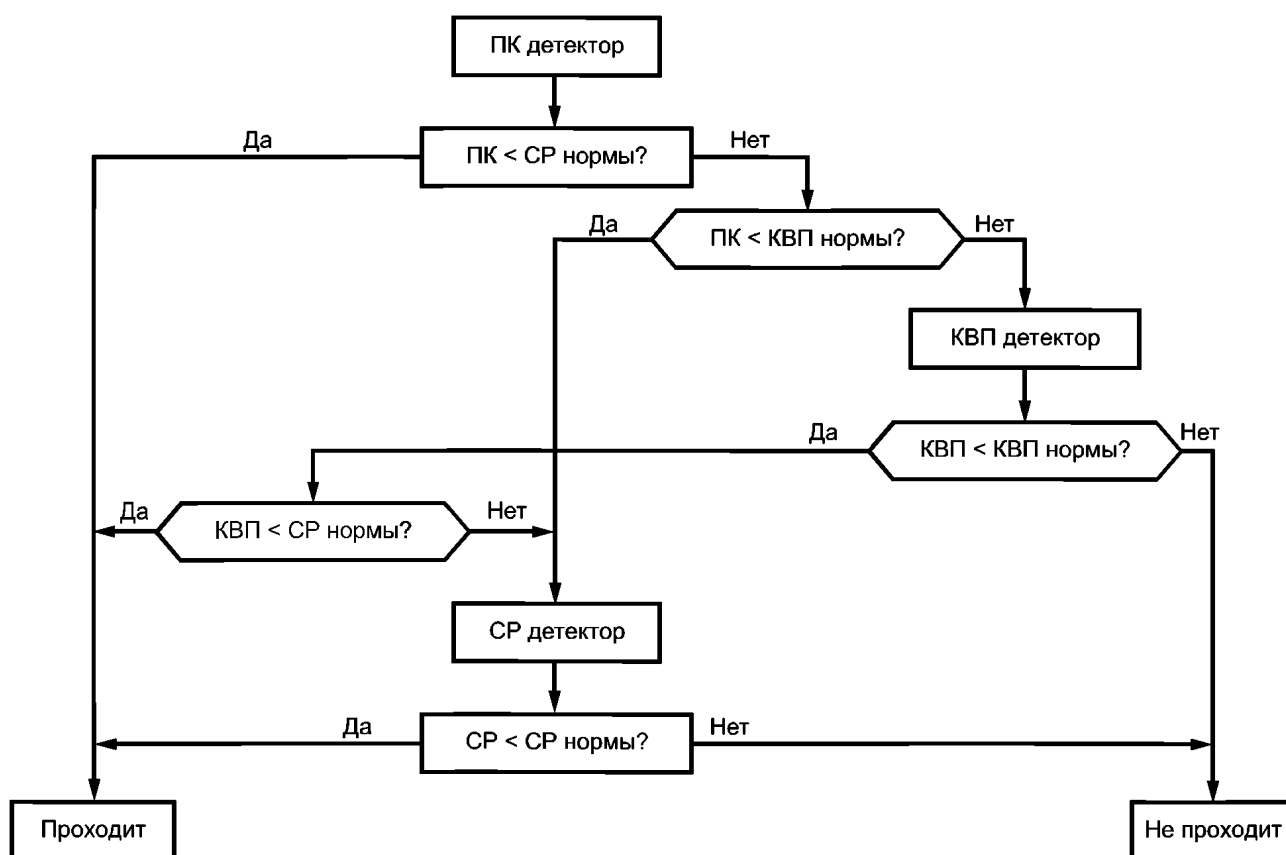 ПК детектор
Да
ПК < СР нормы?
Нет
Да
ПК < КВП нормы?
Нет
КВП детектор
Да
КВП < КВП нормы?
Нет
Да
КВП < СР нормы?
Нет
СР детектор
Да
СР < СР нормы?
Нет
Проходит
Не проходит